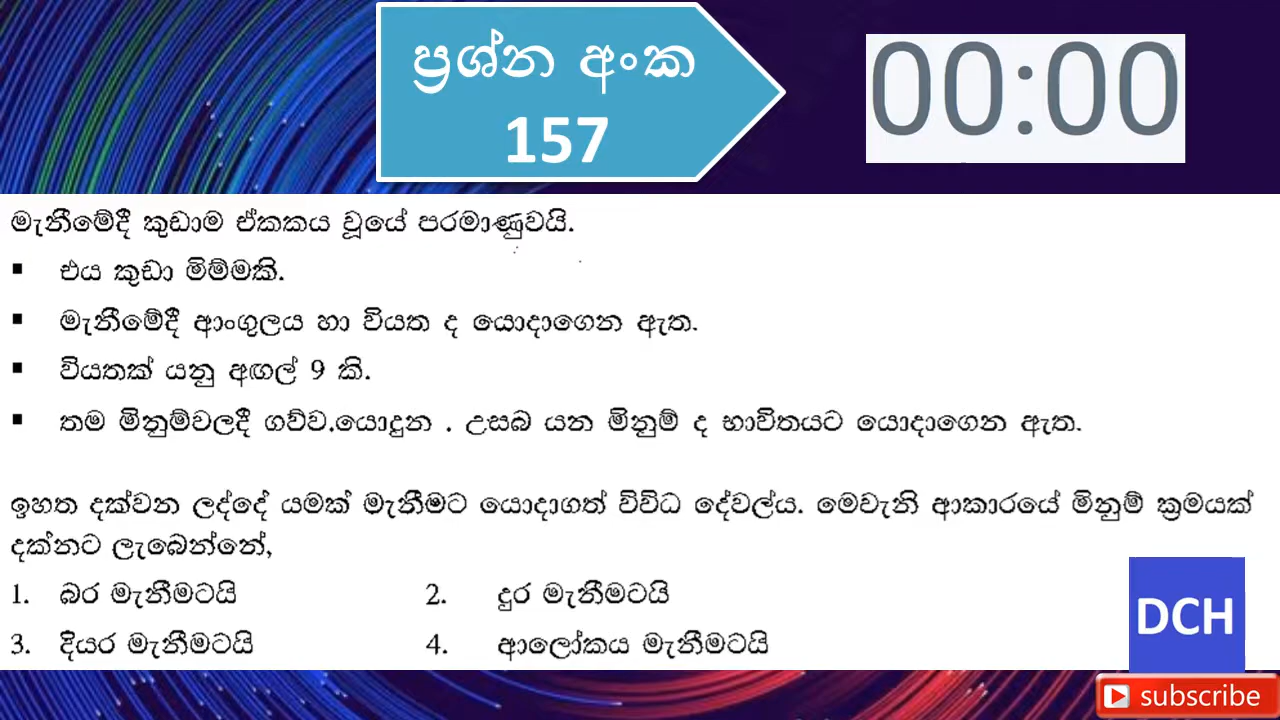 ප්‍රශ්න අංක
157
00:00
මැනීමේදී කුඩාම ඒකකය වූයේ පරමාණුවයි.
▪ එය කුඩා මිම්මකි.
▪ මැනීමේදී ආංගුලය හා වියත ද යොදාගෙන ඇත.
▪ වියතක් යනු අඟල් 9 කි.
▪ තම මිනුම්වලදී ගව්ව.යොදුන . උසබ යන මිනුම් ද භාවිතයට යොදාගෙන ඇත.
ඉහත දක්වන ලද්දේ යමක් මැනීමට යොදාගත් විවිධ දේවල්ය. මෙවැනි ආකාරයේ මිනුම් ක්‍රමයක්
දක්නට ලැබෙන්නේ,
1. බර මැනීමටයි 2. දුර මැනීමටයි
3. දියර මැනීමටයි 4. ආලෝකය මැනීමටයි
DCH
subscribe